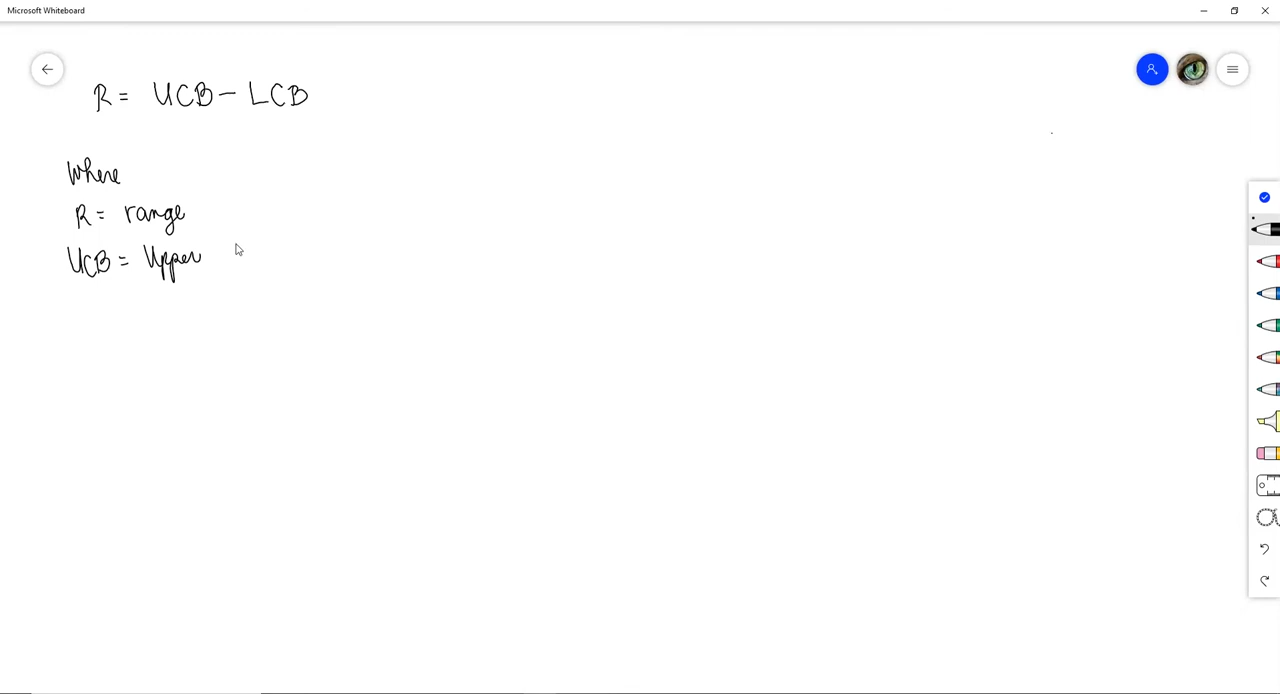 Microsoft Whiteboard
R = UCB - LCB
Where
R = range
UCB = Upper